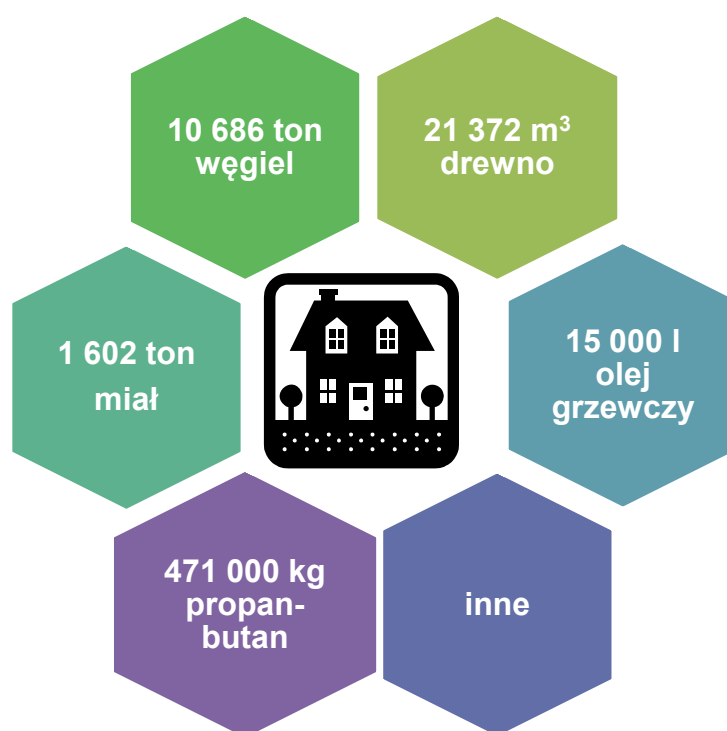 10 686 ton
węgiel
21 372 m³
drewno
1 602 ton
miał
15 000 l
olej
grzewczy
471 000 kg
propan-
butan
inne